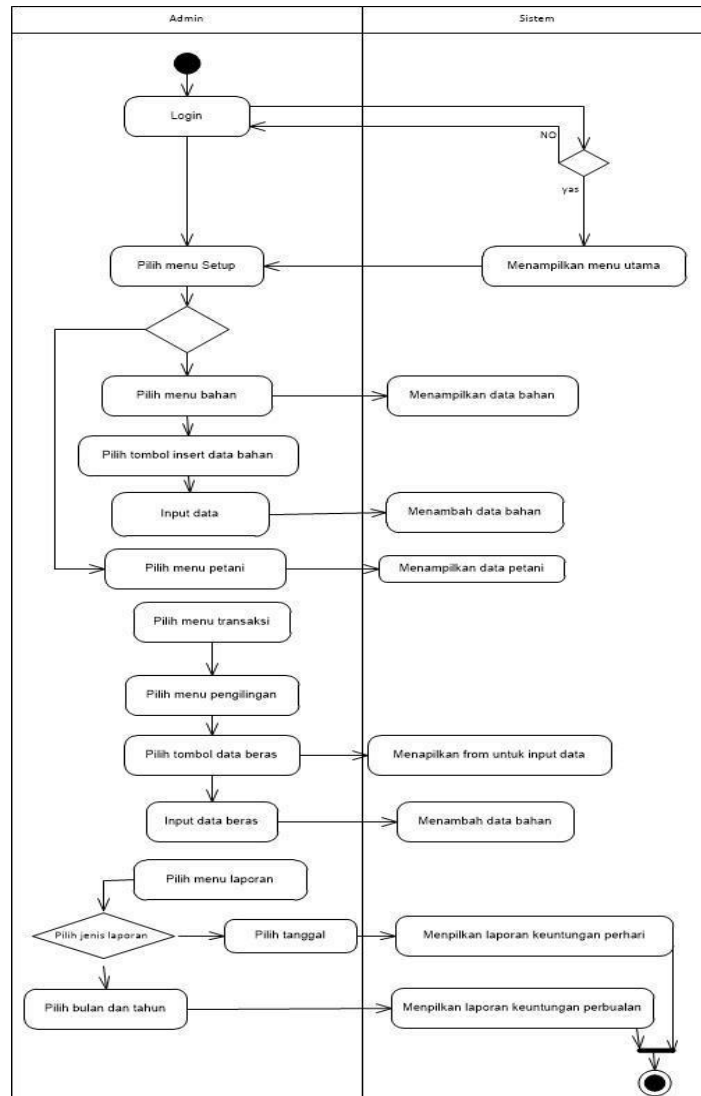 Admin
Sistem
Login
NO
yas
Pilih menu Setup
Menampilkan menu utama
Pilih menu bahan
Menampilkan data bahan
Pilih tombol insert data bahan
Input data
Menambah data bahan
Pilih menu petani
Menampilkan data petani
Pilih menu transaksi
Pilih menu pengilingan
Pilih tombol data beras
Menapilkan from untuk input data
Input data beras
Menambah data bahan
Pilih menu laporan
Pilih jenis laporan
Pilih tanggal
Menpilkan laporan keuntungan perhari
Pilih bulan dan tahun
Menpilkan laporan keuntungan perbualan